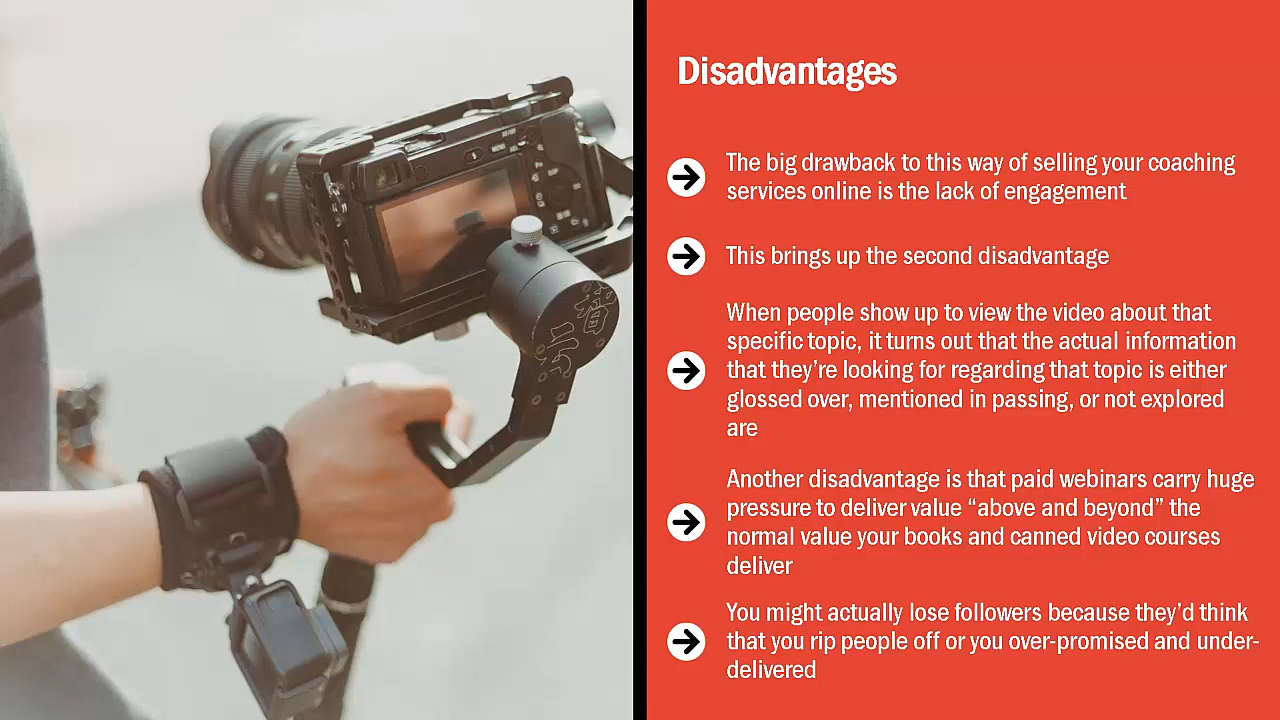 Disadvantages
The big drawback to this way of selling your coaching
services online is the lack of engagement
This brings up the second disadvantage
When people show up to view the video about that
specific topic, it turns out that the actual information
that they're looking for regarding that topic is either
glossed over, mentioned in passing, or not explored
are
Another disadvantage is that paid webinars carry huge
pressure to deliver value “above and beyond” the
normal value your books and canned video courses
deliver
You might actually lose followers because they'd think
that you rip people off or you over-promised and under-
delivered